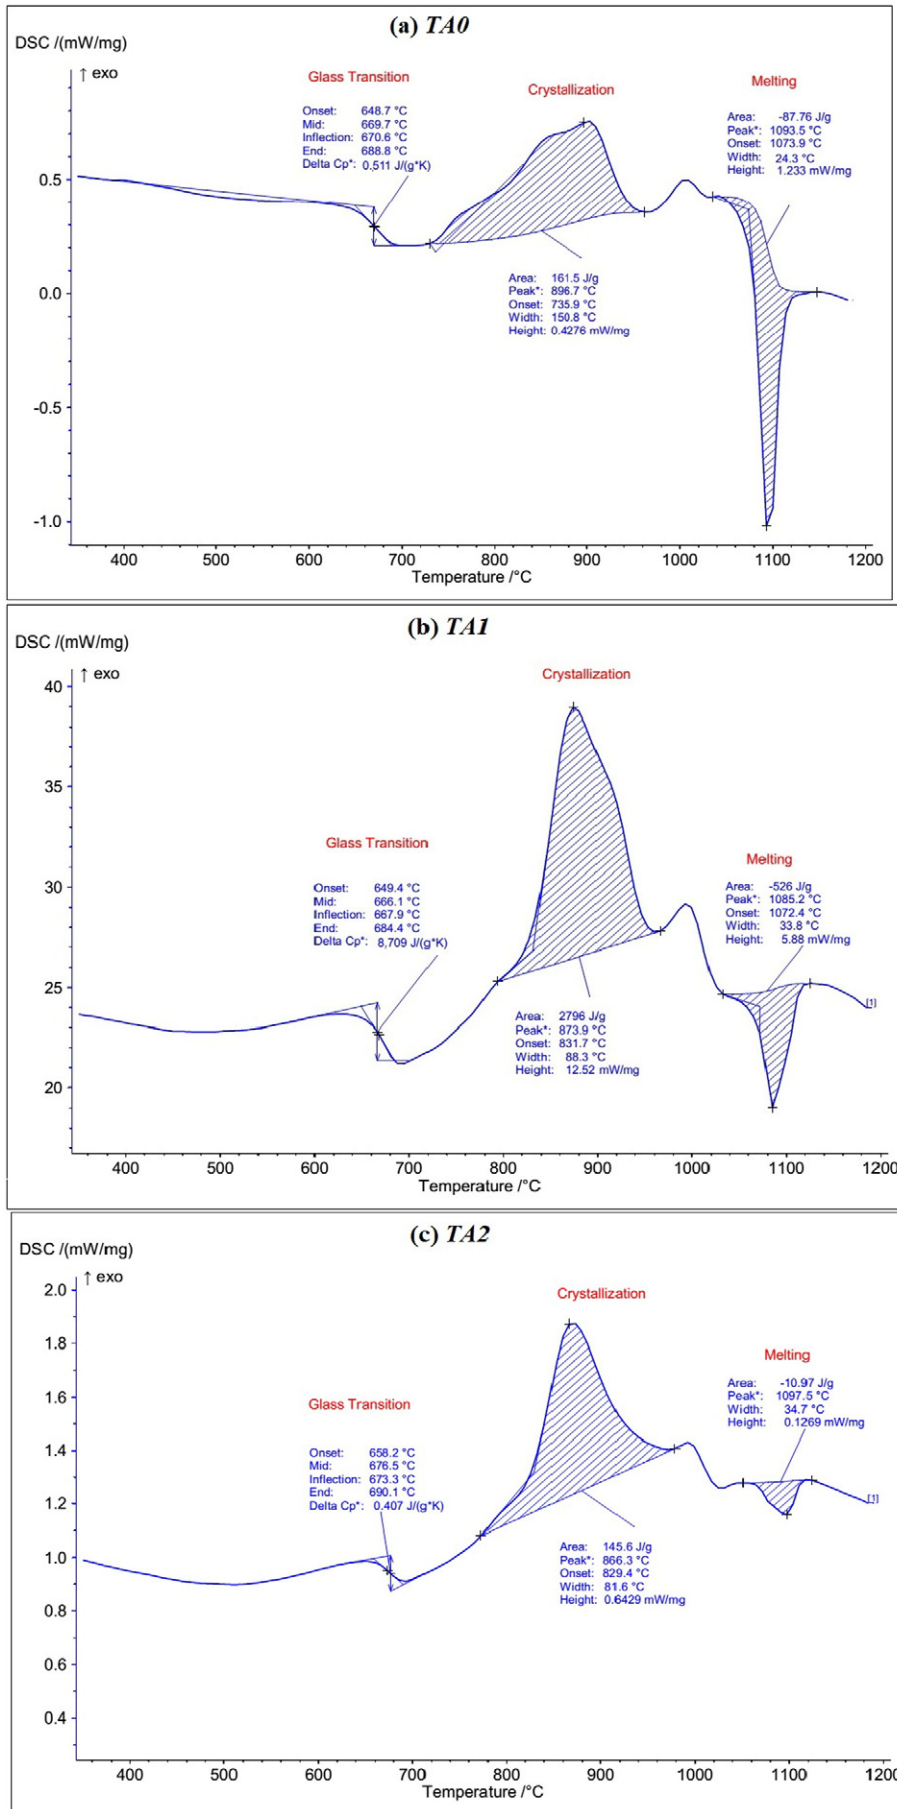 (a) TA0
DSC /(mW/mg)
↑ exo
Glass Transition
Onset: 648.7 °C
Mid: 669.7 °C
Inflection: 670.6 °C
End: 688.8 °C
Delta Cp*: 0.511 J/(g*K)
Crystallization
Area: 161.5 J/g
Peak*: 896.7 °C
Onset: 735.9 °C
Width: 150.8 °C
Height: 0.4276 mW/mg
Melting
Area: -87.76 J/g
Peak*: 1093.5 °C
Onset: 1073.9 °C
Width: 24.3 °C
Height: 1.233 mW/mg
0.5
0.0
-0.5
-1.0
400 500 600 700 800 900 1000 1100 1200
Temperature /°C
(b) TA1
DSC /(mW/mg)
↑ exo
Glass Transition
Onset: 649.4 °C
Mid: 666.1 °C
Inflection: 667.9 °C
End: 684.4 °C
Delta Cp*: 8,709 J/(g*K)
Crystallization
Area: 2796 J/g
Peak*: 873.9 °C
Onset: 831.7 °C
Width: 88.3 °C
Height: 12.52 mW/mg
Melting
Area: -526 J/g
Peak*: 1085.2 °C
Onset: 1072.4 °C
Width: 33.8 °C
Height: 5.88 mW/mg
[1]
40
35
30
25
20
400 500 600 700 800 900 1000 1100 1200
Temperature /°C
(c) TA2
DSC /(mW/mg)
↑ exo
Glass Transition
Onset: 658.2 °C
Mid: 676.5 °C
Inflection: 673.3 °C
End: 690.1 °C
Delta Cp*: 0.407 J/(g*K)
Crystallization
Area: 145.6 J/g
Peak*: 866.3 °C
Onset: 829.4 °C
Width: 81.6 °C
Height: 0.6429 mW/mg
Melting
Area: -10.97 J/g
Peak*: 1097.5 °C
Width: 34.7 °C
Height: 0.1269 mW/mg
[1]
2.0
1.8
1.6
1.4
1.2
1.0
0.8
0.6
0.4
400 500 600 700 800 900 1000 1100 1200
Temperature /°C